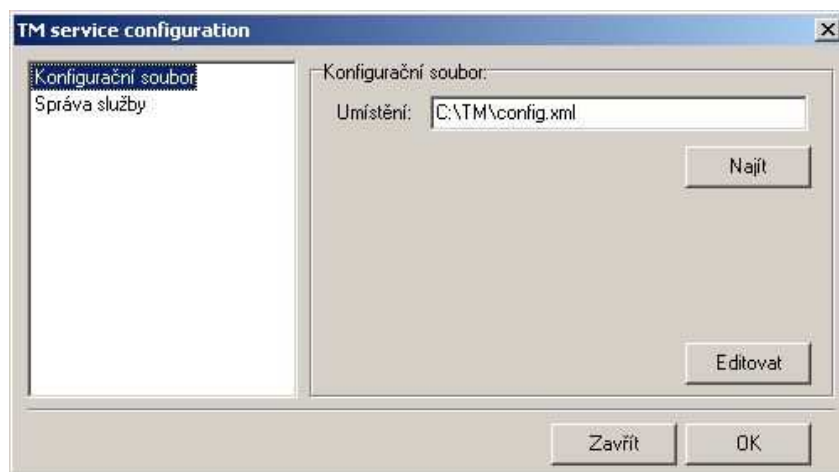 TM service configuration
Konfigurační soubor
Správa služby
Konfigurační soubor:
Umístění: C:\TM\config.xml
Najít
Editovat
Zavřít OK